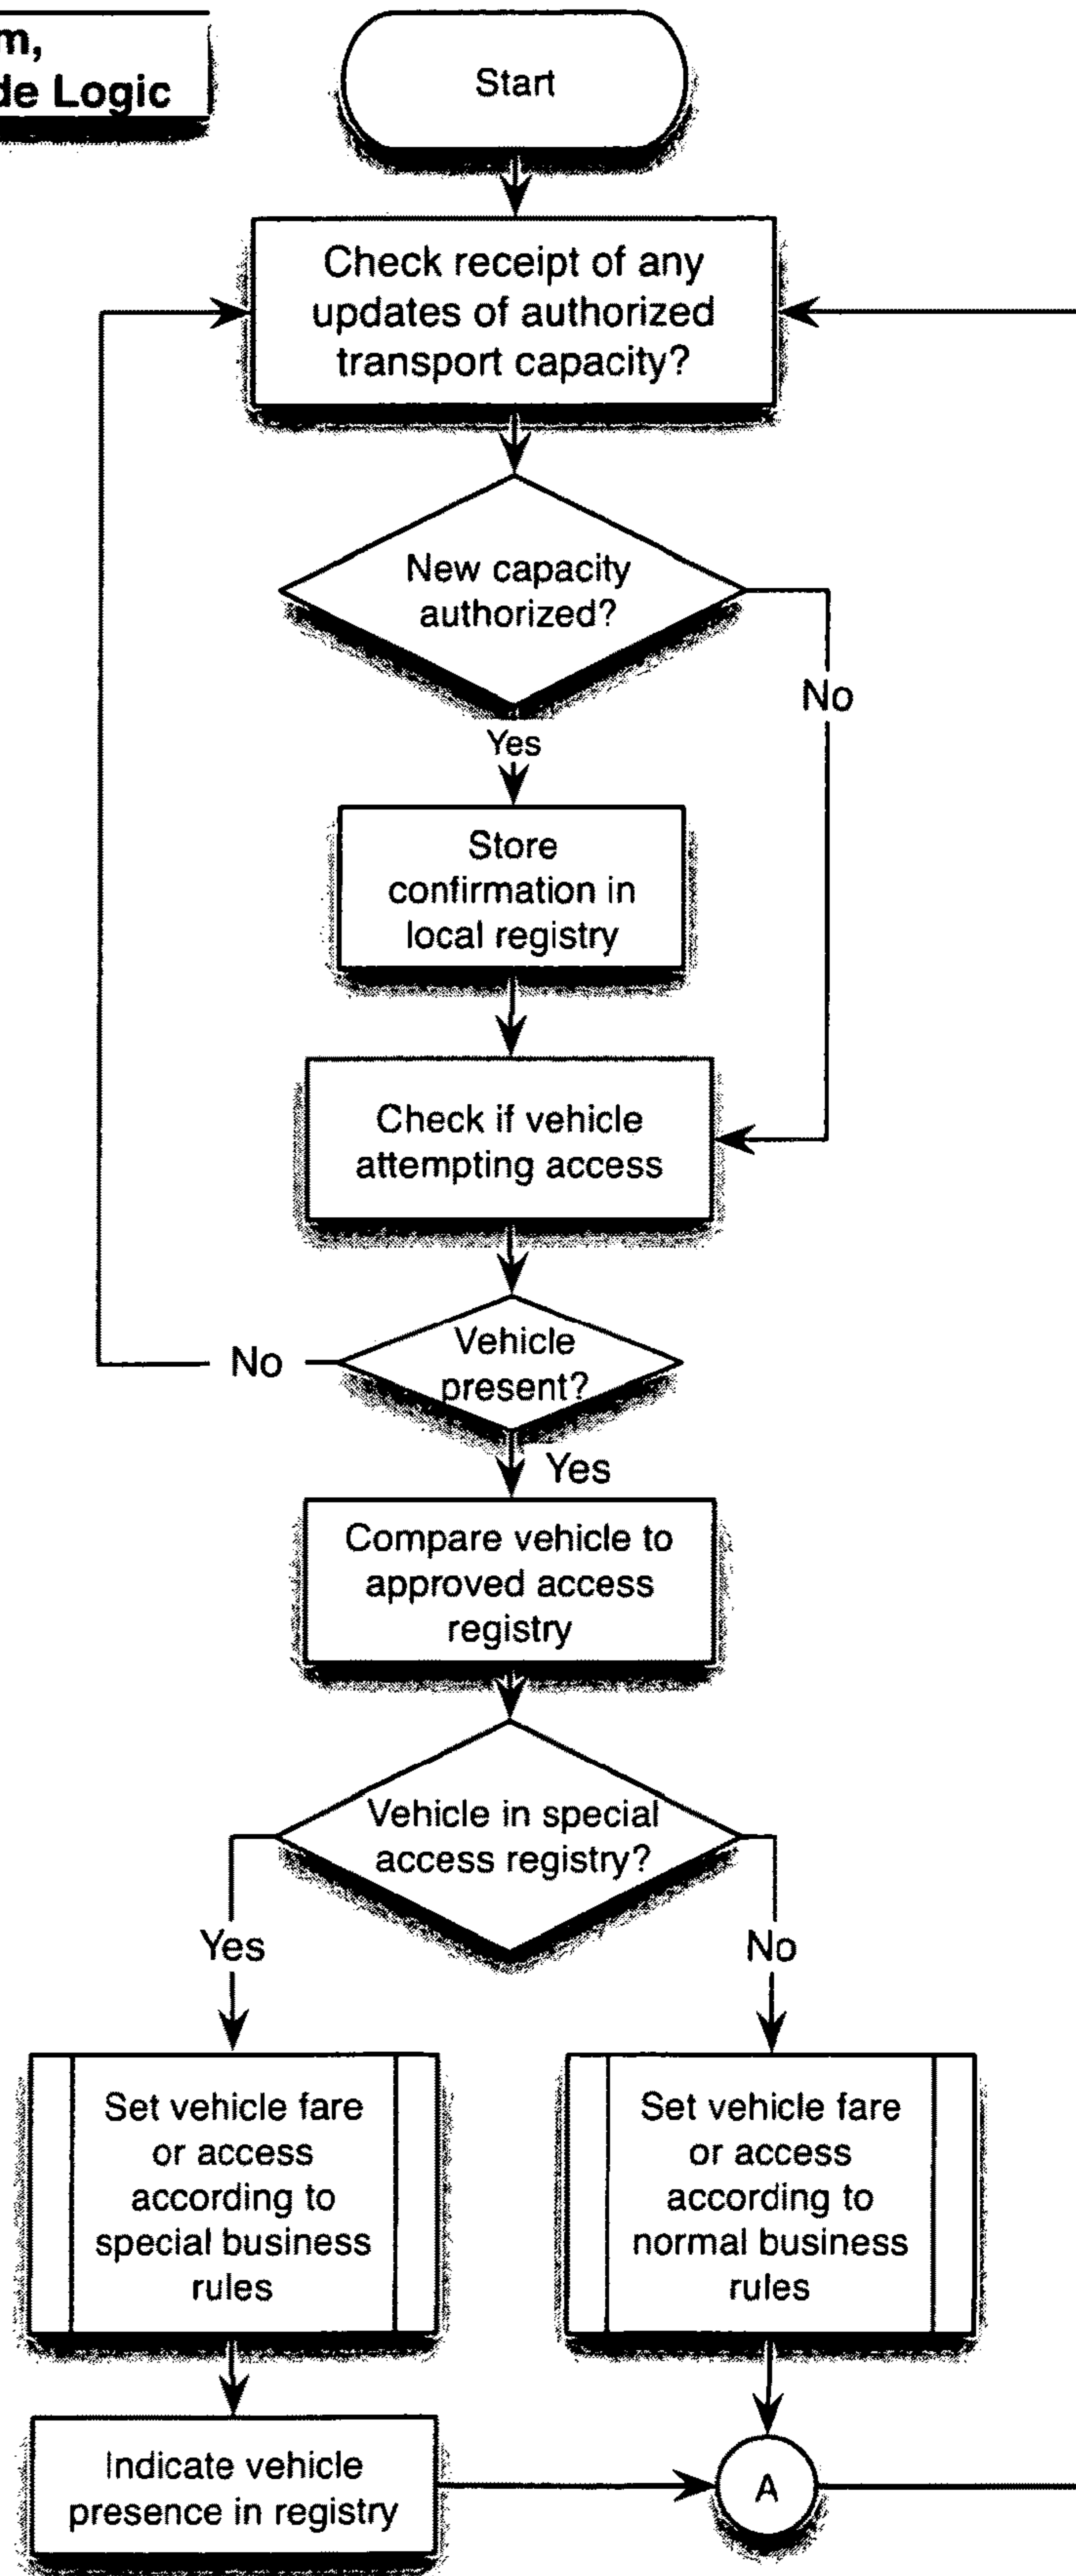 m,
de Logic
Start
Check receipt of any
updates of authorized
transport capacity?
New capacity
authorized?
No
Yes
Store
confirmation in
local registry
Check if vehicle
attempting access
Vehicle
present?
No
Yes
Compare vehicle to
approved access
registry
Vehicle in special
access registry?
Yes
No
Set vehicle fare
or access
according to
special business
rules
Set vehicle fare
or access
according to
normal business
rules
Indicate vehicle
presence in registry
A